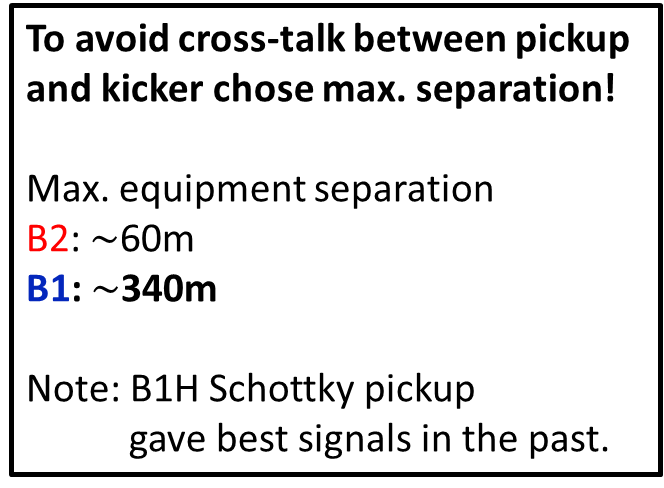 To avoid cross-talk between pickup
and kicker chose max. separation!
Max. equipment separation
B2: ~60m
B1: ~340m
Note: B1H Schottky pickup
gave best signals in the past.